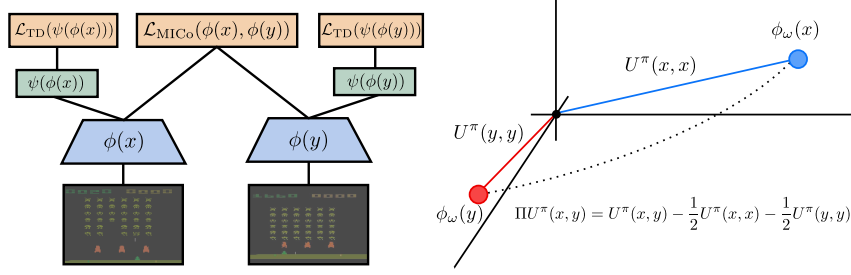 ℒ_TD(ψ(ϕ(x)))
ℒ_MICo(ϕ(x), ϕ(y))
ℒ_TD(ψ(ϕ(y)))
ψ(ϕ(x))
ψ(ϕ(y))
ϕ(x)
ϕ(y)
ϕ_ω(x)
U^π(x, x)
U^π(y, y)
ϕ_ω(y)
ΠU^π(x, y) = U^π(x, y) − 1/2 U^π(x, x) − 1/2 U^π(y, y)